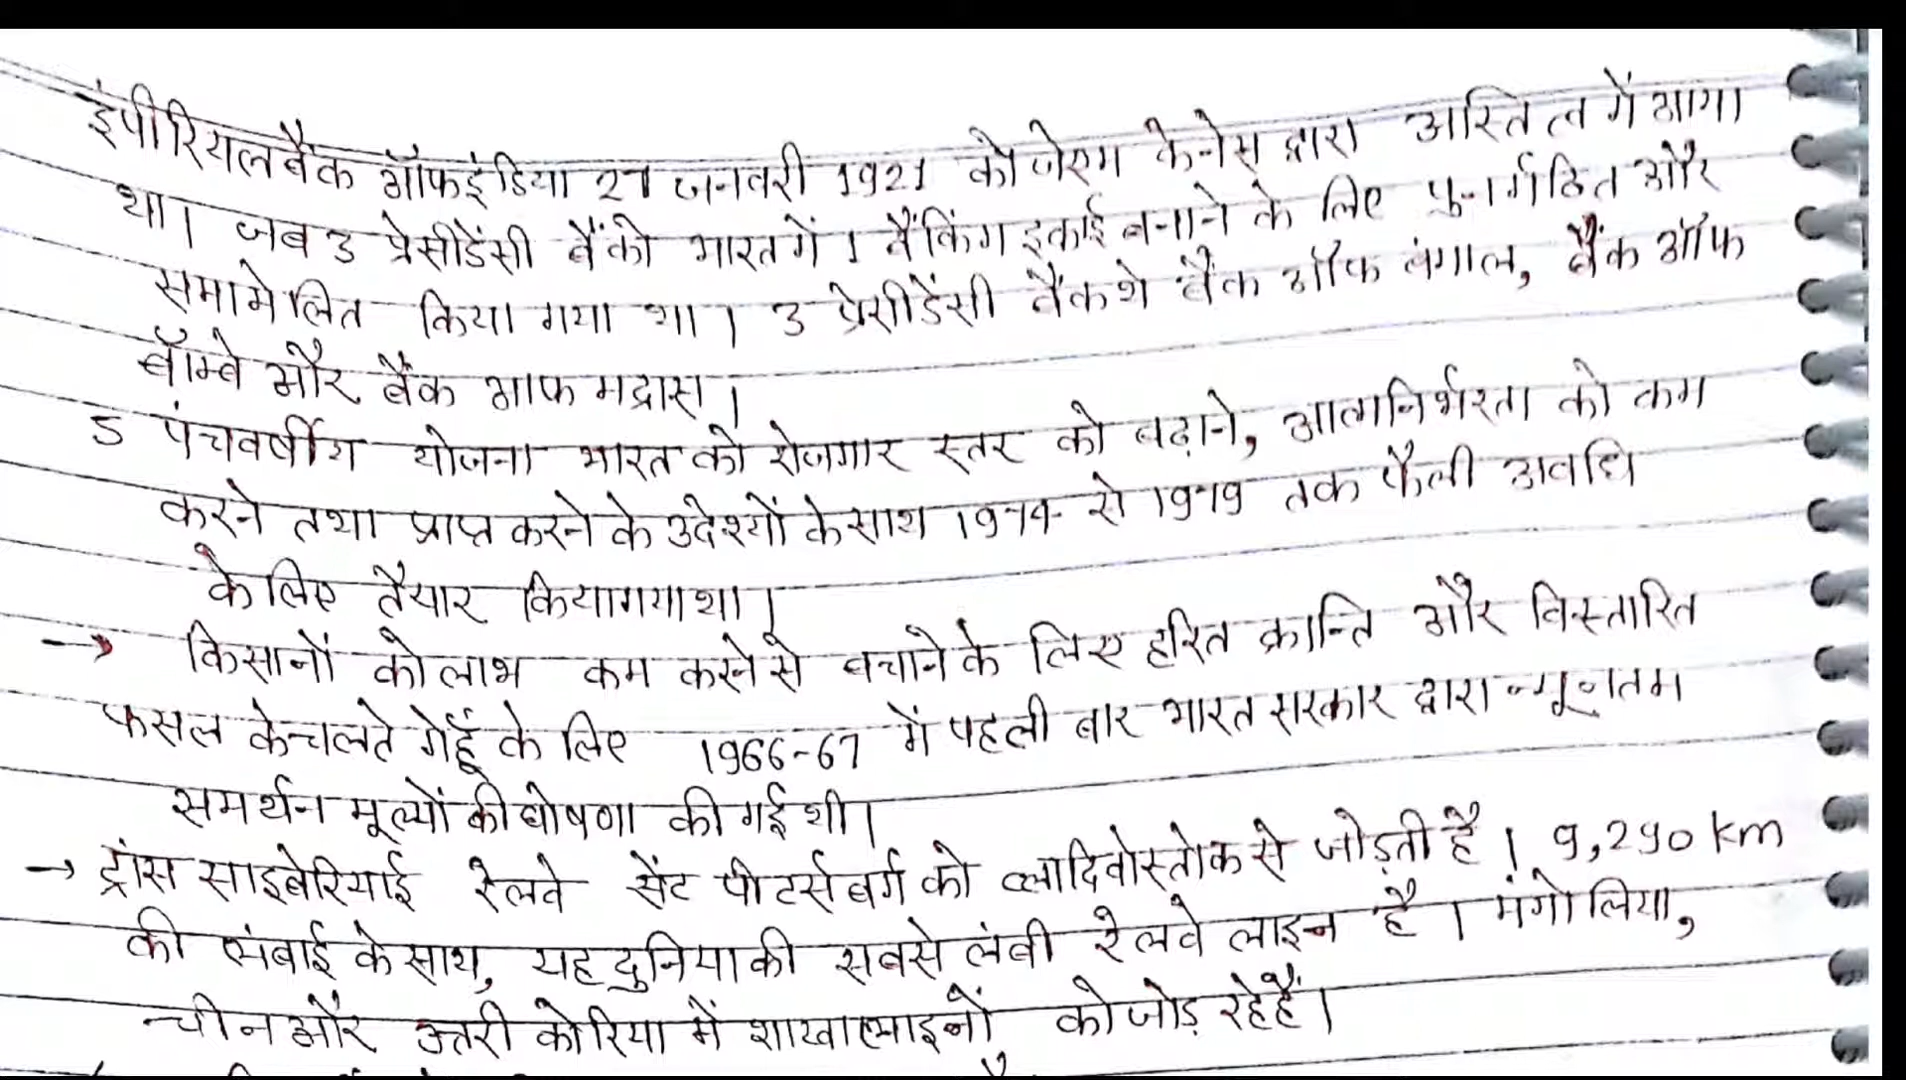 इंपीरियल बैंक ऑफ इंडिया 27 जनवरी 1921 को जेएम केनेस द्वारा अस्तित्व में आया
था। जब 3 प्रेसीडेंसी बैंको भारत में 1 बैंकिंग इकाई बनाने के लिए पुनर्गठित और
समामेलित किया गया था। 3 प्रेसीडेंसी बैंक थे बैंक ऑफ बंगाल, बैंक ऑफ
बॉम्बे और बैंक आफ मद्रास।
5 पंचवर्षीय योजना भारत को रोजगार स्तर को बढ़ाने, आत्मनिर्भरता को कम
करने तथा प्राप्त करने के उदेश्यों के साथ 1974 से 1979 तक फैली अवधि
के लिए तैयार किया गया था।
→ किसानों को लाभ कम करने से बचाने के लिए हरित क्रान्ति और विस्तारित
फसल के चलते गेहूँ के लिए 1966-67 में पहली बार भारत सरकार द्वारा न्यूनतम
समर्थन मूल्यों की घोषणा की गई थी।
→ ट्रांस साइबेरियाई रेलवे सेंट पीटर्सबर्ग को व्लादिवोस्तोक से जोड़ती है। 9,290 km
की लंबाई के साथ, यह दुनिया की सबसे लंबी रेलवे लाइन है। मंगोलिया,
चीन और उत्तरी कोरिया में शाखा लाइनों को जोड़ रहे हैं।